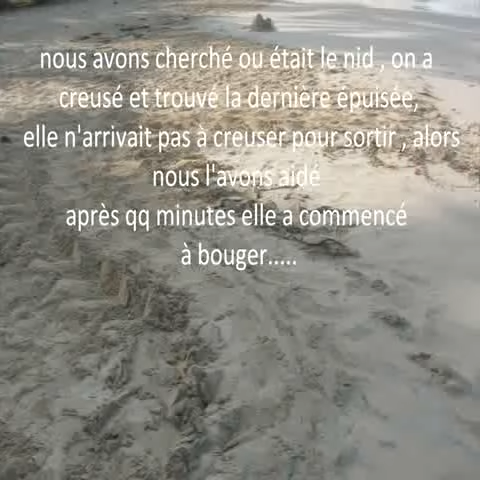 nous avons cherché ou était le nid , on a
creusé et trouvé la dernière épuisée,
elle n'arrivait pas à creuser pour sortir , alors
nous l'avons aidé
après qq minutes elle a commencé
à bouger.....